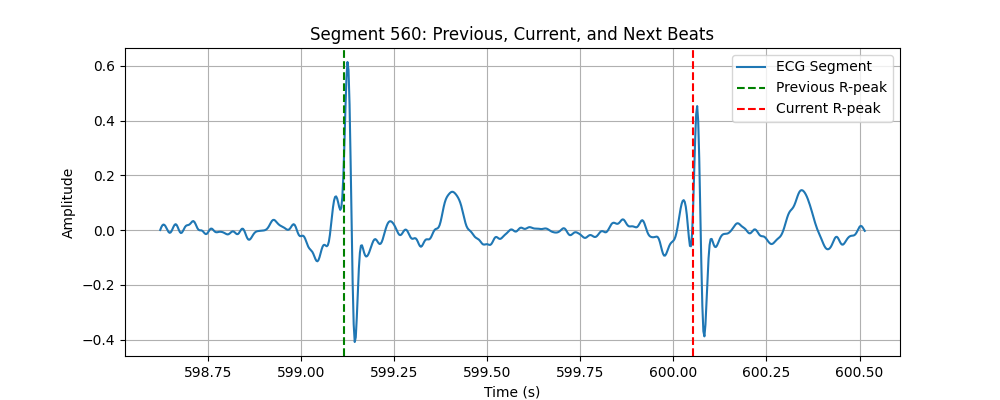 Segment 560: Previous, Current, and Next Beats
ECG Segment
Previous R-peak
Current R-peak
Amplitude
0.6
0.4
0.2
0.0
−0.2
−0.4
598.75 599.00 599.25 599.50 599.75 600.00 600.25 600.50
Time (s)